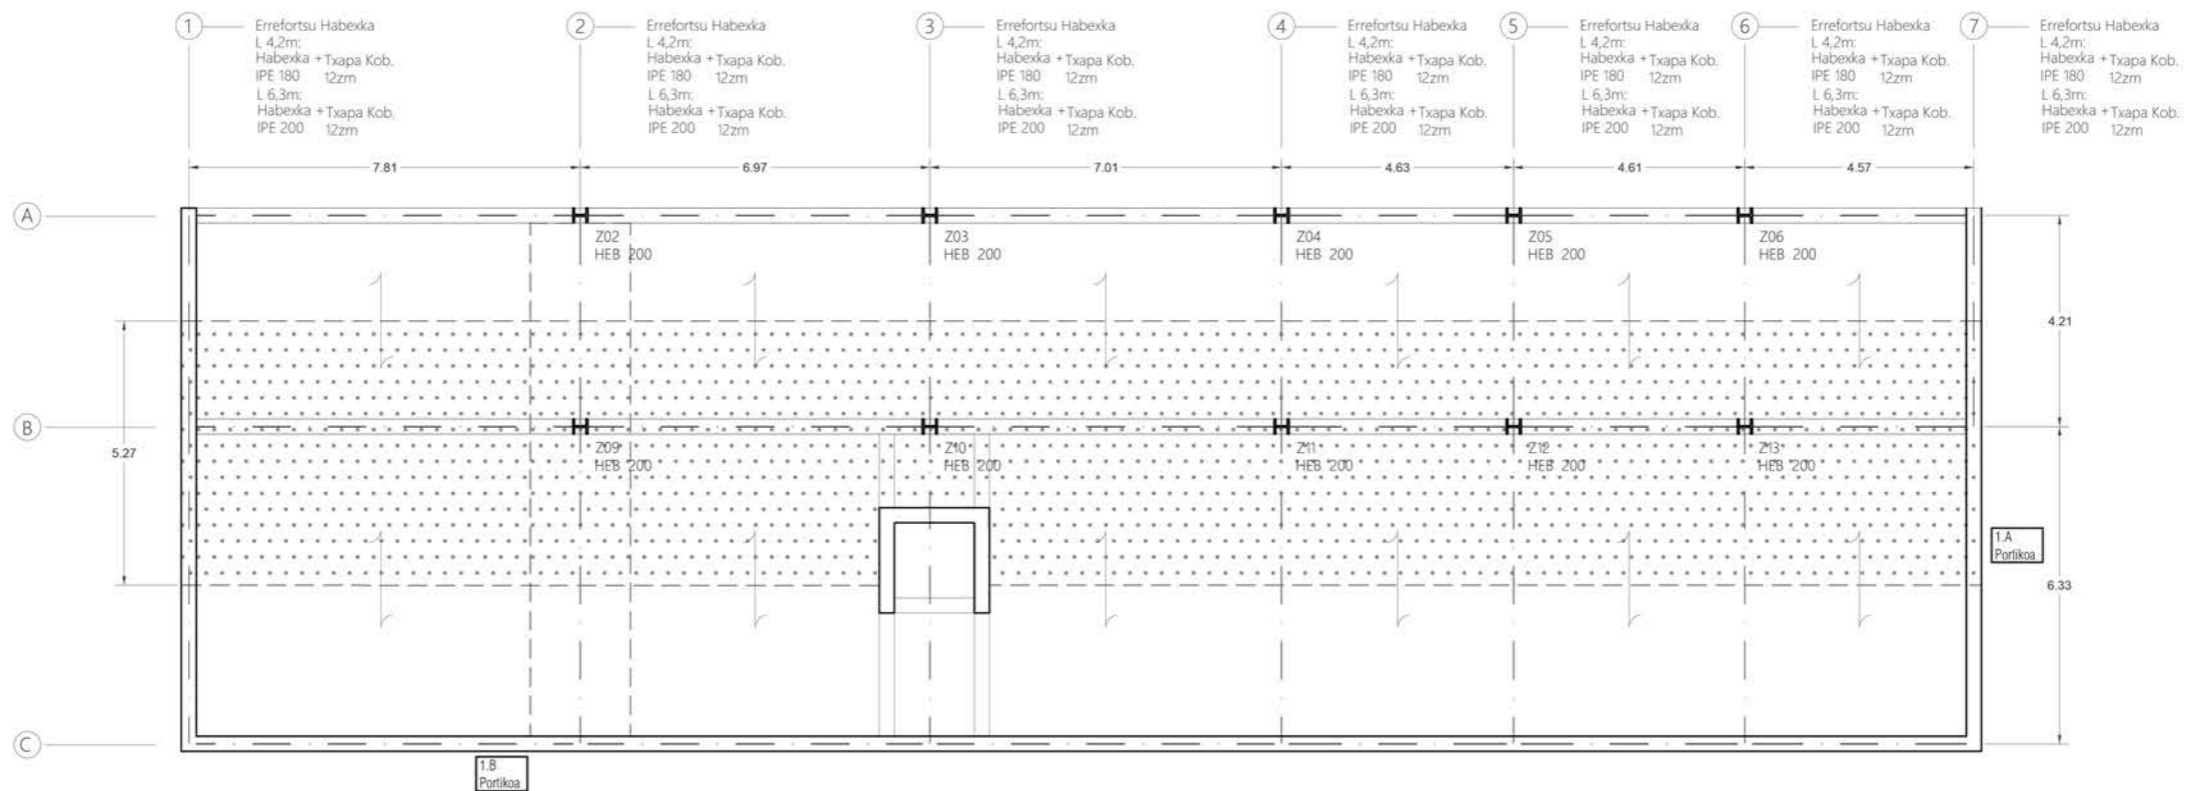 1
Errefortsu Habexka
L 4,2m:
Habexka + Txapa Kob.
IPE 180 12zm
L 6,3m:
Habexka + Txapa Kob.
IPE 200 12zm
2
Errefortsu Habexka
L 4,2m:
Habexka + Txapa Kob.
IPE 180 12zm
L 6,3m:
Habexka + Txapa Kob.
IPE 200 12zm
3
Errefortsu Habexka
L 4,2m:
Habexka + Txapa Kob.
IPE 180 12zm
L 6,3m:
Habexka + Txapa Kob.
IPE 200 12zm
4
Errefortsu Habexka
L 4,2m:
Habexka + Txapa Kob.
IPE 180 12zm
L 6,3m:
Habexka + Txapa Kob.
IPE 200 12zm
5
Errefortsu Habexka
L 4,2m:
Habexka + Txapa Kob.
IPE 180 12zm
L 6,3m:
Habexka + Txapa Kob.
IPE 200 12zm
6
Errefortsu Habexka
L 4,2m:
Habexka + Txapa Kob.
IPE 180 12zm
L 6,3m:
Habexka + Txapa Kob.
IPE 200 12zm
7
Errefortsu Habexka
L 4,2m:
Habexka + Txapa Kob.
IPE 180 12zm
L 6,3m:
Habexka + Txapa Kob.
IPE 200 12zm
7.81 6.97 7.01 4.63 4.61 4.57
A
Z02
HEB 200
Z03
HEB 200
Z04
HEB 200
Z05
HEB 200
Z06
HEB 200
4.21
B
5.27
Z09
HEB 200
Z10
HEB 200
Z11
HEB 200
Z12
HEB 200
Z13
HEB 200
1.A
Portikoa
6.33
C
1.B
Portikoa